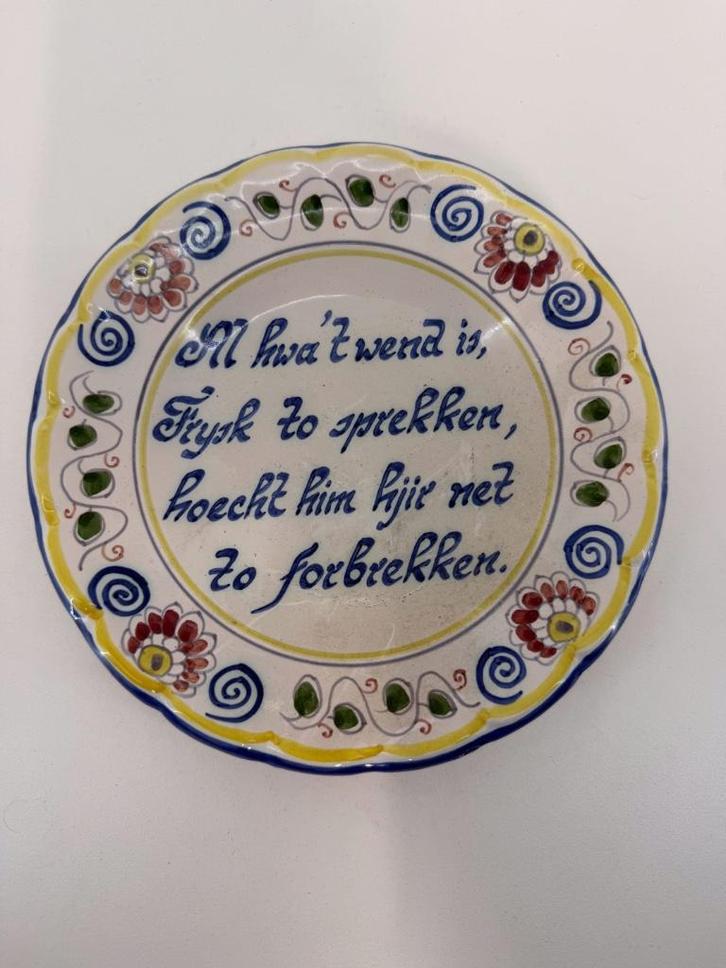 Al hwa't wend is,
Frysk to sprekken,
hoecht him hjir net
to forbrekken.